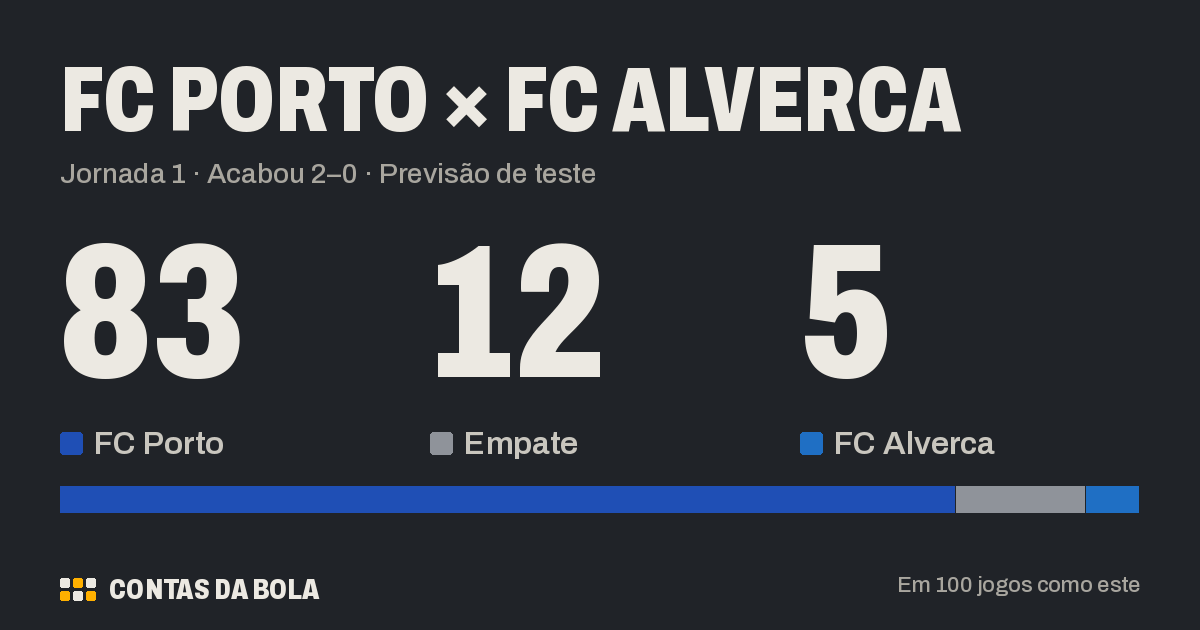 FC PORTO × FC ALVERCA
Jornada 1 · Acabou 2–0 · Previsão de teste
83 12 5
FC Porto Empate FC Alverca
CONTAS DA BOLA
Em 100 jogos como este